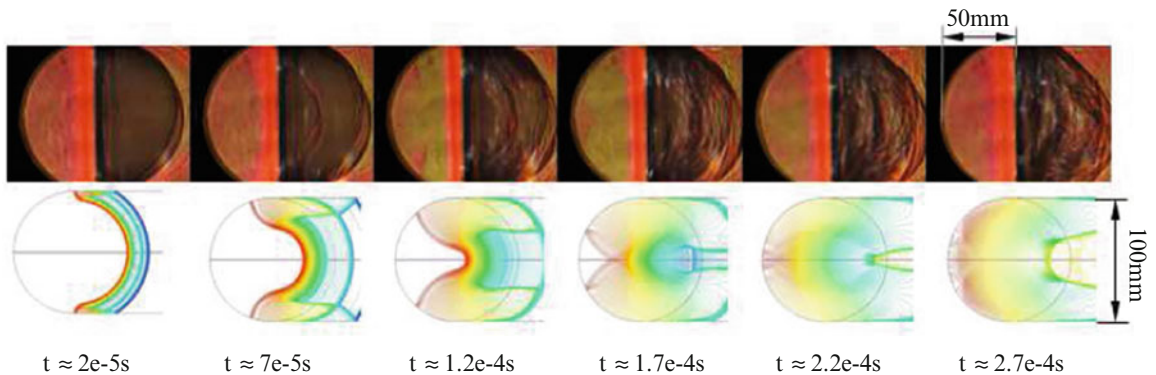 50mm
100mm
t ≈ 2e-5s
t ≈ 7e-5s
t ≈ 1.2e-4s
t ≈ 1.7e-4s
t ≈ 2.2e-4s
t ≈ 2.7e-4s